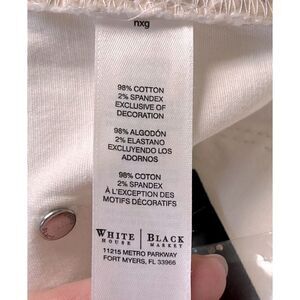 nxg
98% COTTON
2% SPANDEX
EXCLUSIVE OF
DECORATION
98% ALGODÓN
2% ELASTANO
EXCLUYENDO LOS
ADORNOS
98% COTON
2% SPANDEX
À L'EXCEPTION DES
MOTIFS DÉCORATIFS
WHITE | BLACK
HOUSE | MARKET
11215 METRO PARKWAY
FORT MYERS, FL 33966